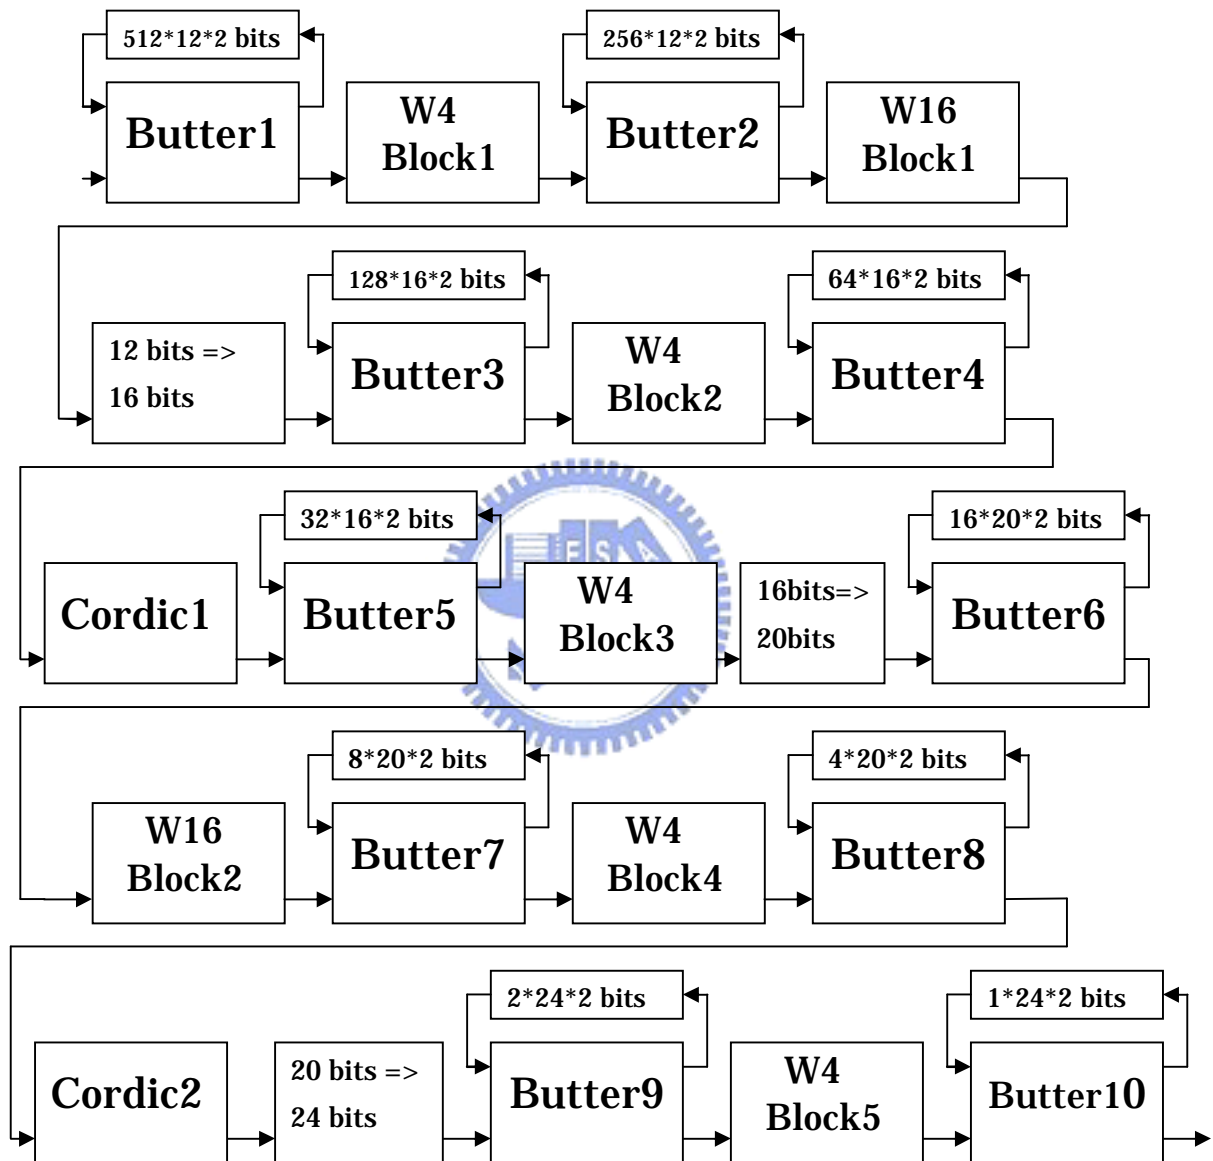 512*12*2 bits
256*12*2 bits
Butter1
W4
Block1
Butter2
W16
Block1
128*16*2 bits
64*16*2 bits
12 bits =>
16 bits
Butter3
W4
Block2
Butter4
32*16*2 bits
16*20*2 bits
Cordic1
Butter5
W4
Block3
16bits=>
20bits
Butter6
8*20*2 bits
4*20*2 bits
W16
Block2
Butter7
W4
Block4
Butter8
2*24*2 bits
1*24*2 bits
Cordic2
20 bits =>
24 bits
Butter9
W4
Block5
Butter10